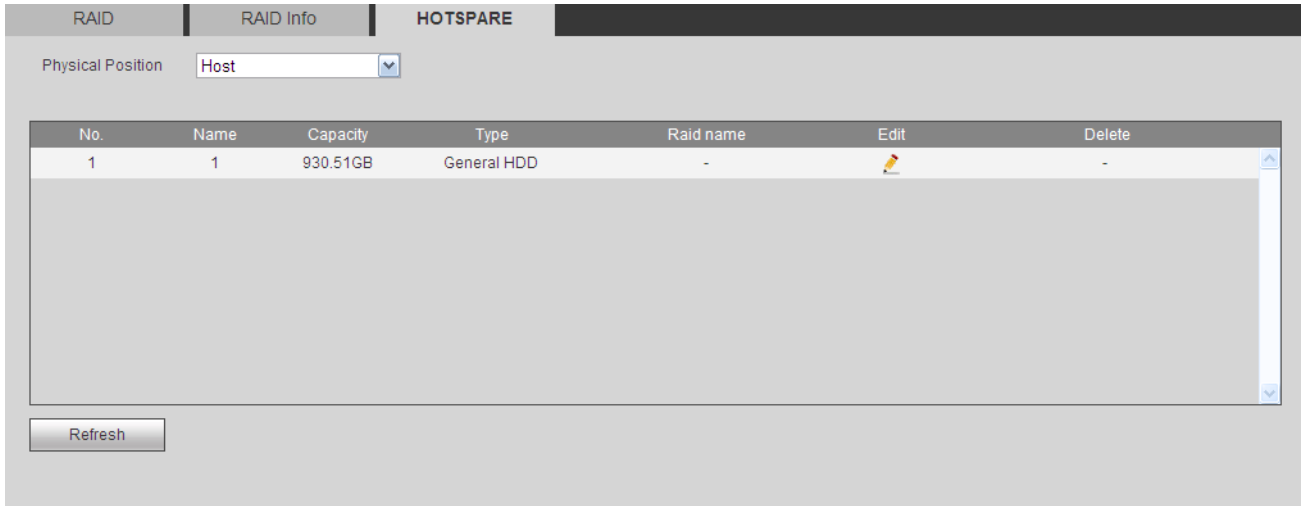 RAID RAID Info HOTSPARE
Physical Position Host
No. Name Capacity Type Raid name Edit Delete
1 1 930.51GB General HDD - -
Refresh